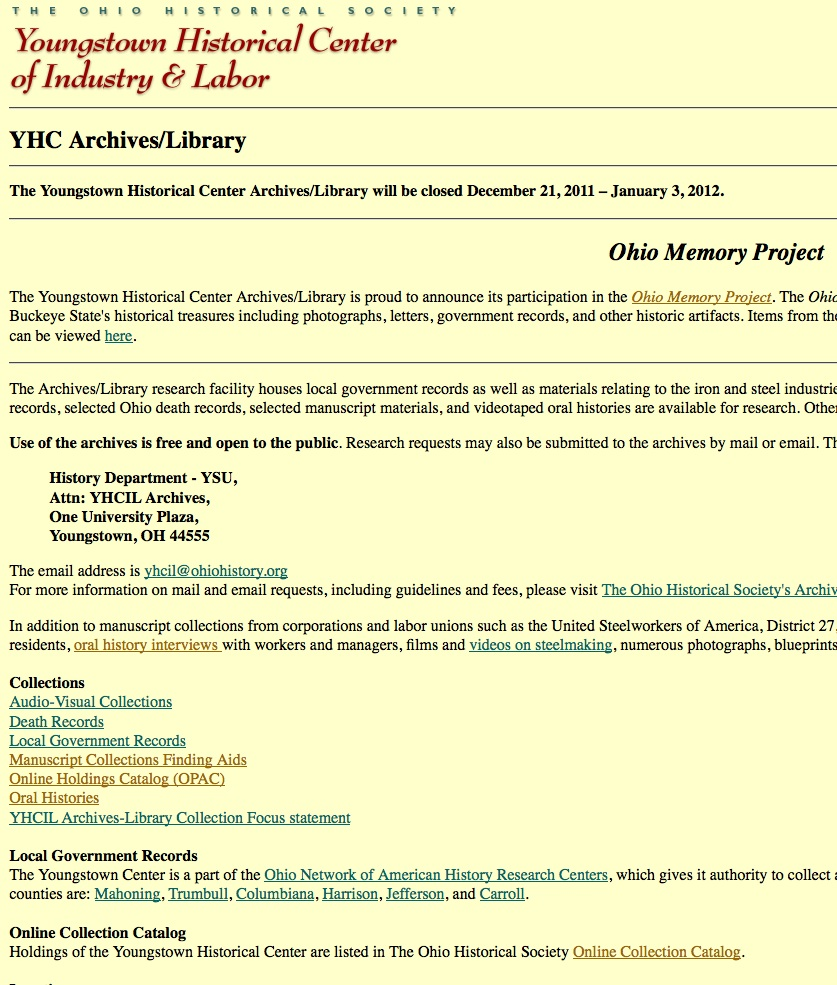 THE OHIO HISTORICAL SOCIETY
Youngstown Historical Center
of Industry & Labor
YHC Archives/Library
The Youngstown Historical Center Archives/Library will be closed December 21, 2011 – January 3, 2012.
Ohio Memory Project
The Youngstown Historical Center Archives/Library is proud to announce its participation in the Ohio Memory Project. The Ohio
Buckeye State's historical treasures including photographs, letters, government records, and other historic artifacts. Items from the
can be viewed here.
The Archives/Library research facility houses local government records as well as materials relating to the iron and steel industrie
records, selected Ohio death records, selected manuscript materials, and videotaped oral histories are available for research. Othe
Use of the archives is free and open to the public. Research requests may also be submitted to the archives by mail or email. Th
History Department - YSU,
Attn: YHCIL Archives,
One University Plaza,
Youngstown, OH 44555
The email address is yhcil@ohiohistory.org
For more information on mail and email requests, including guidelines and fees, please visit The Ohio Historical Society's Archiv
In addition to manuscript collections from corporations and labor unions such as the United Steelworkers of America, District 27,
residents, oral history interviews with workers and managers, films and videos on steelmaking, numerous photographs, blueprints
Collections
Audio-Visual Collections
Death Records
Local Government Records
Manuscript Collections Finding Aids
Online Holdings Catalog (OPAC)
Oral Histories
YHCIL Archives-Library Collection Focus statement
Local Government Records
The Youngstown Center is a part of the Ohio Network of American History Research Centers, which gives it authority to collect a
counties are: Mahoning, Trumbull, Columbiana, Harrison, Jefferson, and Carroll.
Online Collection Catalog
Holdings of the Youngstown Historical Center are listed in The Ohio Historical Society Online Collection Catalog.